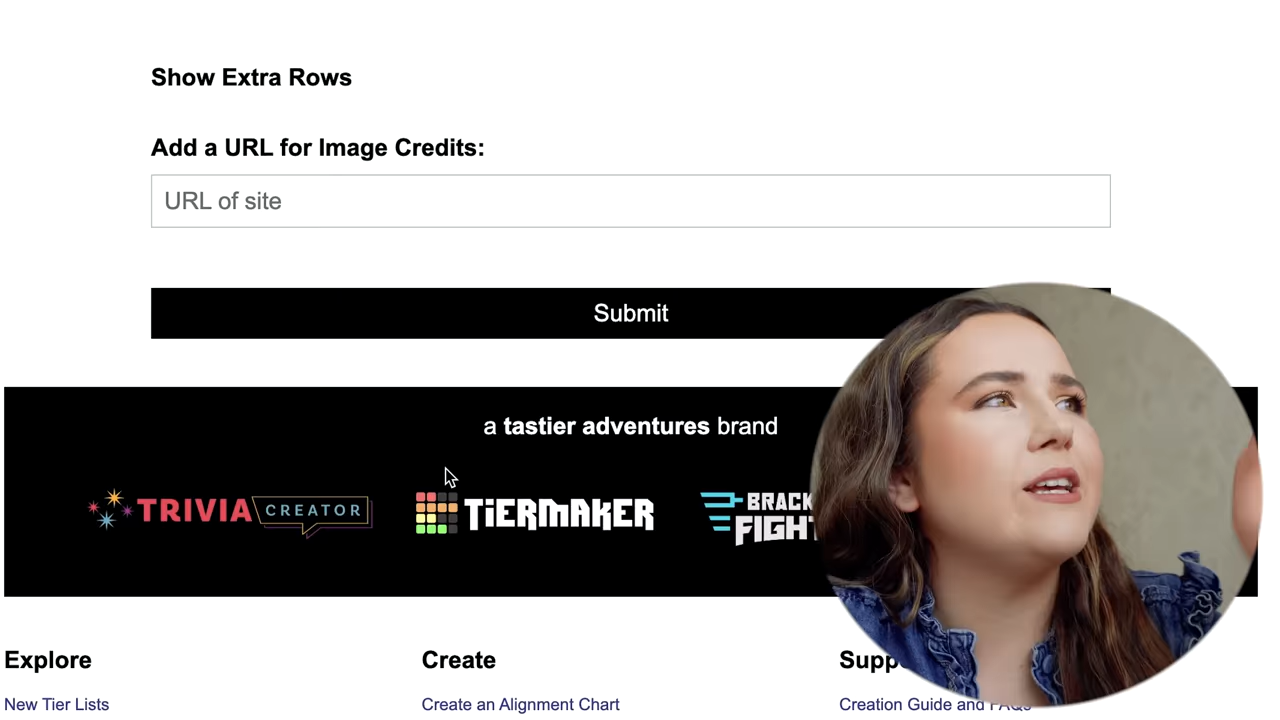 Show Extra Rows
Add a URL for Image Credits:
URL of site
Submit
a tastier adventures brand
TRIVIA CREATOR
TiERMAKER
Explore
Create
New Tier Lists
Create an Alignment Chart
Creation Guide and FAQs